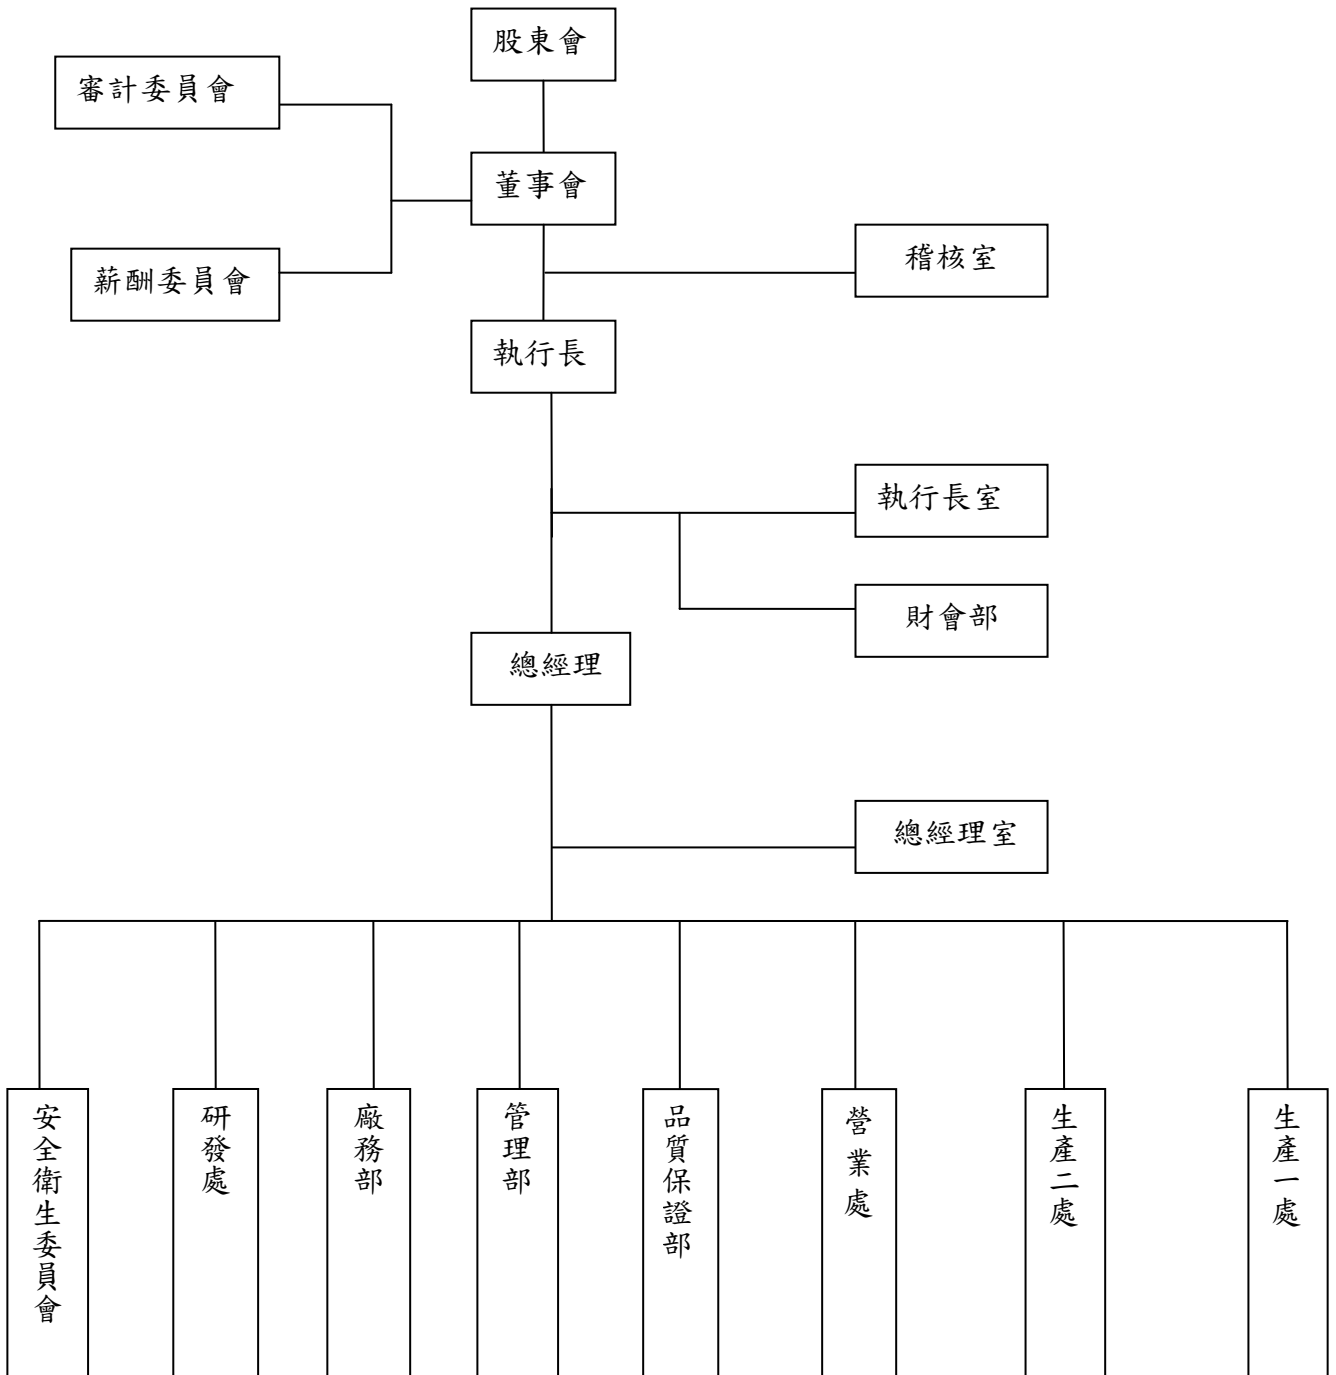 股東會
審計委員會
董事會
稽核室
薪酬委員會
執行長
執行長室
財會部
總經理
總經理室
安全衛生委員會
研發處
廠務部
管理部
品質保證部
營業處
生產二處
生產一處